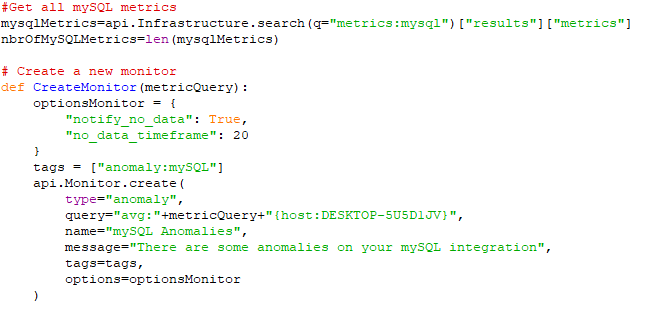 #Get all mySQL metrics
mysqlMetrics=api.Infrastructure.search(q="metrics:mysql")["results"]["metrics"]
nbrOfMySQLMetrics=len(mysqlMetrics)

# Create a new monitor
def CreateMonitor(metricQuery):
    optionsMonitor = {
        "notify_no_data": True,
        "no_data_timeframe": 20
    }
    tags = ["anomaly:mySQL"]
    api.Monitor.create(
        type="anomaly",
        query="avg:"+metricQuery+"{host:DESKTOP-5U5D1JV}",
        name="mySQL Anomalies",
        message="There are some anomalies on your mySQL integration",
        tags=tags,
        options=optionsMonitor
    )